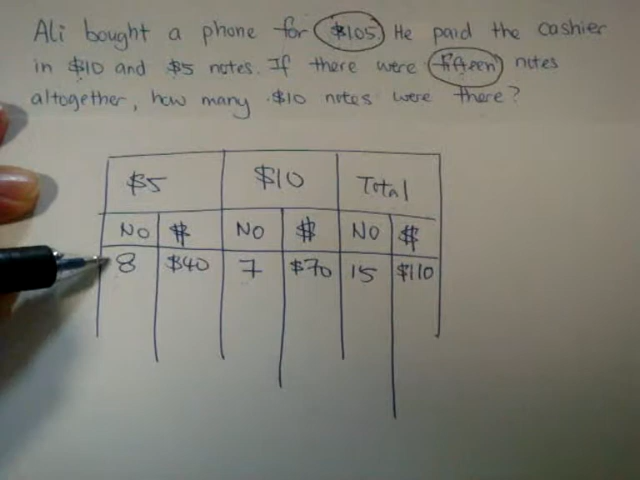 Ali bought a phone for $105. He paid the cashier
in $10 and $5 notes. If there were fifteen notes
altogether, how many $10 notes were there?
$5 $10 Total
NO $ NO $ NO $
8 $40 7 $70 15 $110